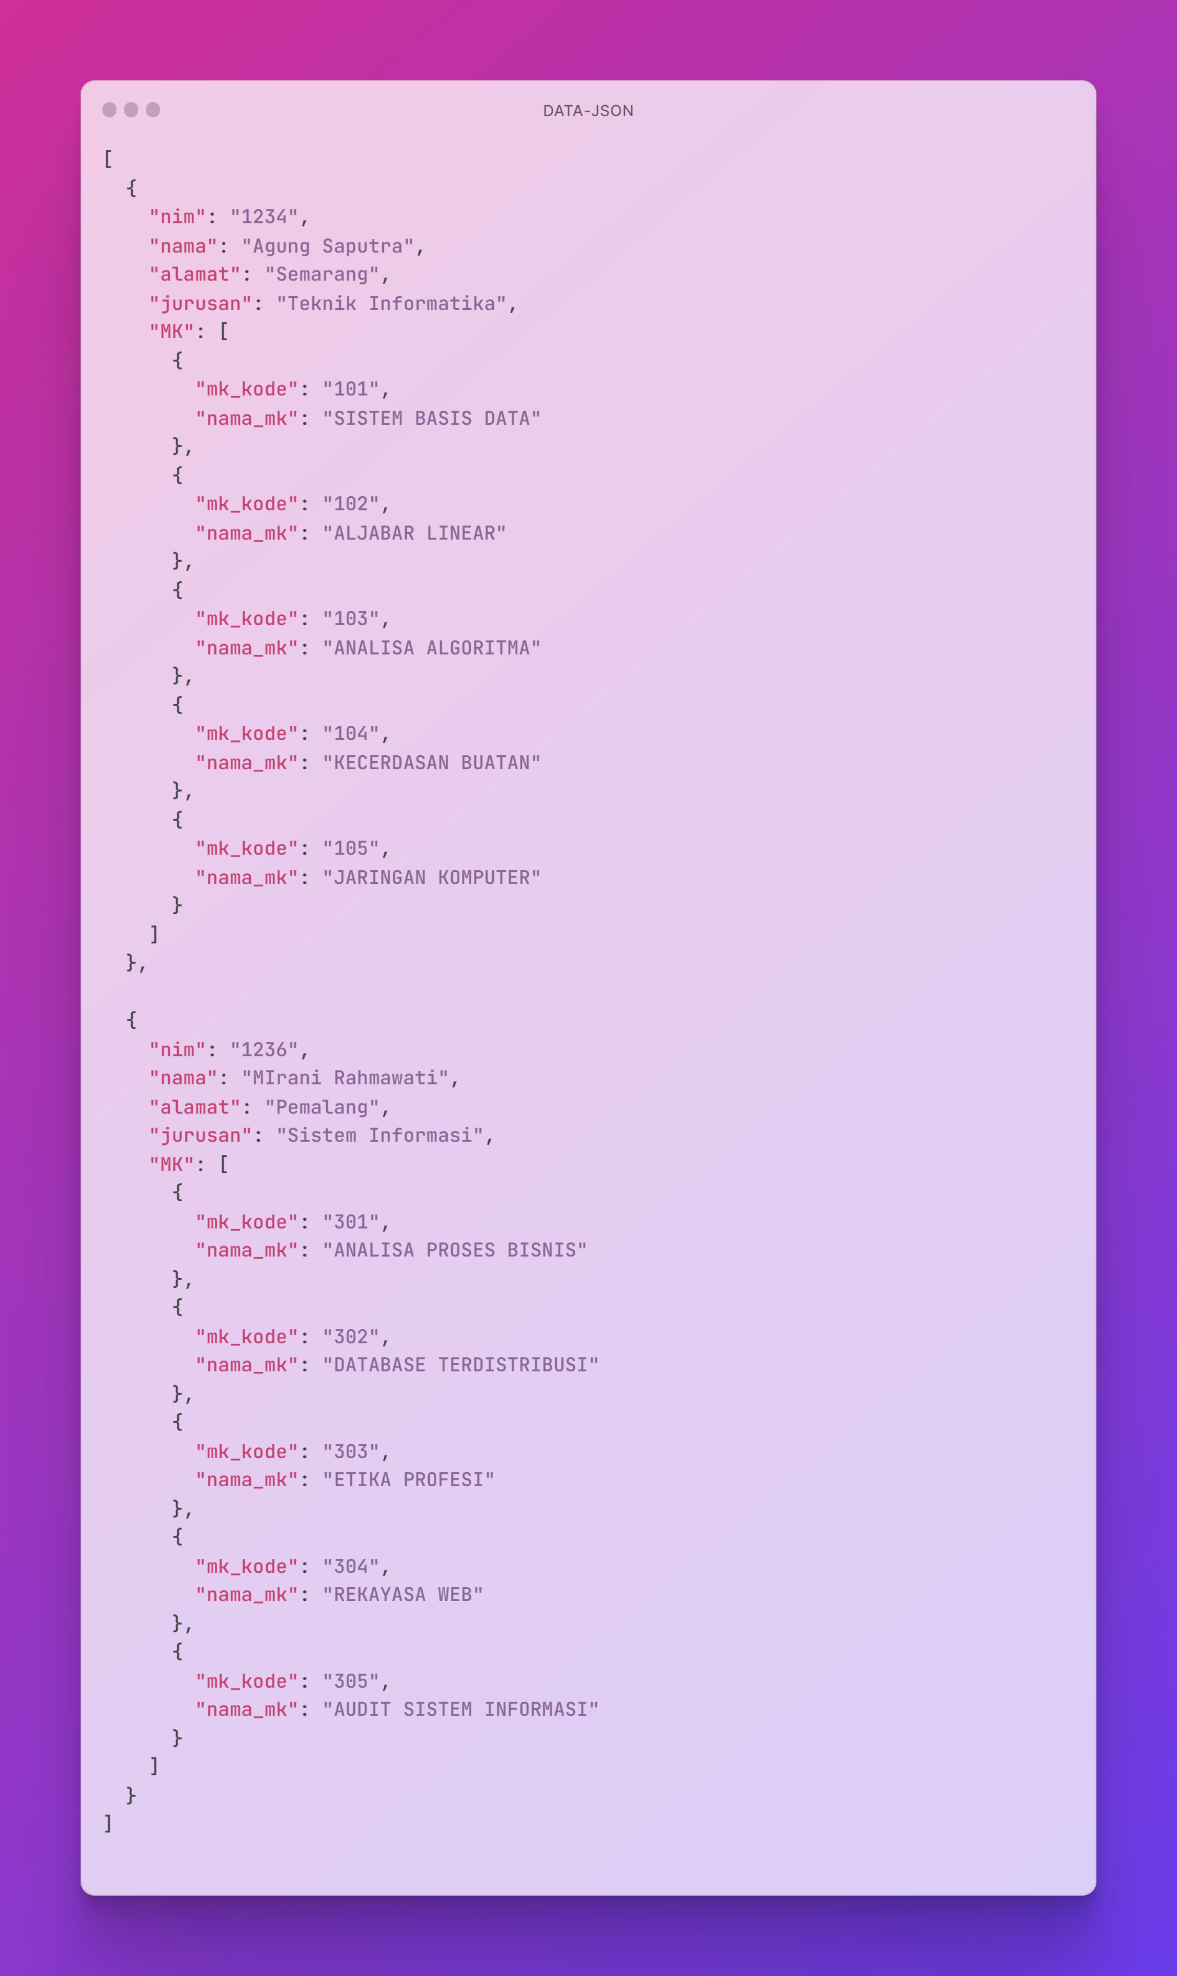 DATA-JSON
[
  {
    "nim": "1234",
    "nama": "Agung Saputra",
    "alamat": "Semarang",
    "jurusan": "Teknik Informatika",
    "MK": [
      {
        "mk_kode": "101",
        "nama_mk": "SISTEM BASIS DATA"
      },
      {
        "mk_kode": "102",
        "nama_mk": "ALJABAR LINEAR"
      },
      {
        "mk_kode": "103",
        "nama_mk": "ANALISA ALGORITMA"
      },
      {
        "mk_kode": "104",
        "nama_mk": "KECERDASAN BUATAN"
      },
      {
        "mk_kode": "105",
        "nama_mk": "JARINGAN KOMPUTER"
      }
    ]
  },

  {
    "nim": "1236",
    "nama": "MIrani Rahmawati",
    "alamat": "Pemalang",
    "jurusan": "Sistem Informasi",
    "MK": [
      {
        "mk_kode": "301",
        "nama_mk": "ANALISA PROSES BISNIS"
      },
      {
        "mk_kode": "302",
        "nama_mk": "DATABASE TERDISTRIBUSI"
      },
      {
        "mk_kode": "303",
        "nama_mk": "ETIKA PROFESI"
      },
      {
        "mk_kode": "304",
        "nama_mk": "REKAYASA WEB"
      },
      {
        "mk_kode": "305",
        "nama_mk": "AUDIT SISTEM INFORMASI"
      }
    ]
  }
]